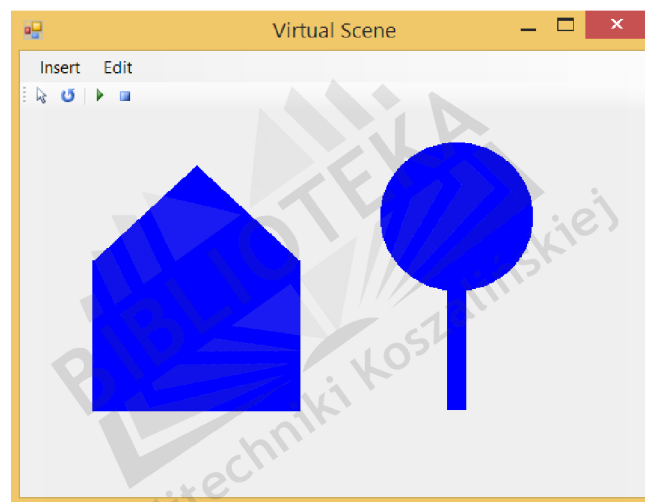 Virtual Scene
Insert Edit
BIBLIOTEKA
Politechniki Koszalińskiej